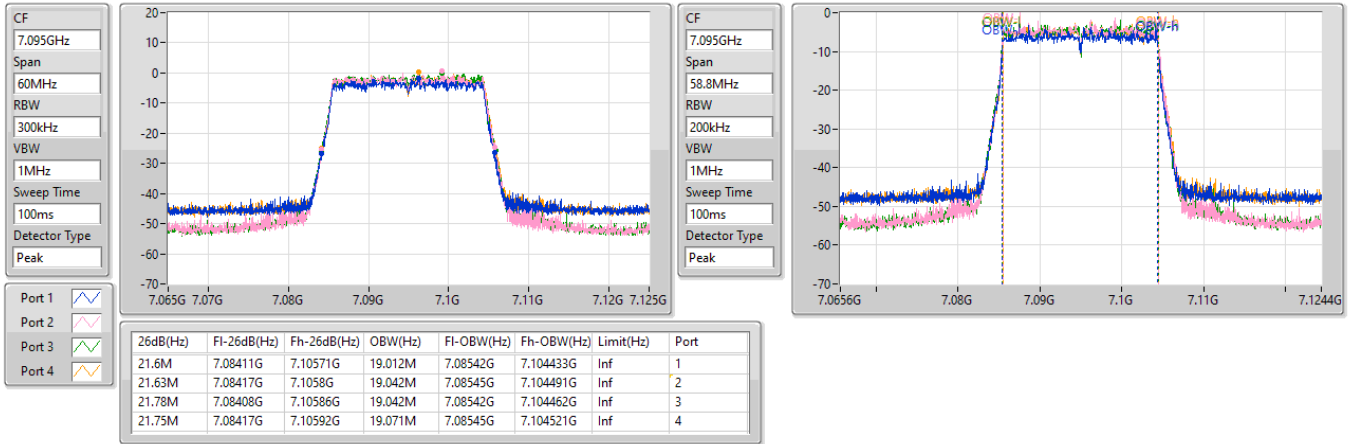 CF
7.095GHz
Span
60MHz
RBW
300kHz
VBW
1MHz
Sweep Time
100ms
Detector Type
Peak
20
10
0
-10
-20
-30
-40
-50
-60
-70
7.065G 7.07G 7.08G 7.09G 7.1G 7.11G 7.12G 7.125G
CF
7.095GHz
Span
58.8MHz
RBW
200kHz
VBW
1MHz
Sweep Time
100ms
Detector Type
Peak
0
-10
-20
-30
-40
-50
-60
-70
OBW-l OBW-h
7.0656G 7.08G 7.09G 7.1G 7.11G 7.1244G
Port 1
Port 2
Port 3
Port 4
26dB(Hz) Fl-26dB(Hz) Fh-26dB(Hz) OBW(Hz) Fl-OBW(Hz) Fh-OBW(Hz) Limit(Hz) Port
21.6M 7.08411G 7.10571G 19.012M 7.08542G 7.104433G Inf 1
21.63M 7.08417G 7.1058G 19.042M 7.08545G 7.104491G Inf 2
21.78M 7.08408G 7.10586G 19.042M 7.08542G 7.104462G Inf 3
21.75M 7.08417G 7.10592G 19.071M 7.08545G 7.104521G Inf 4